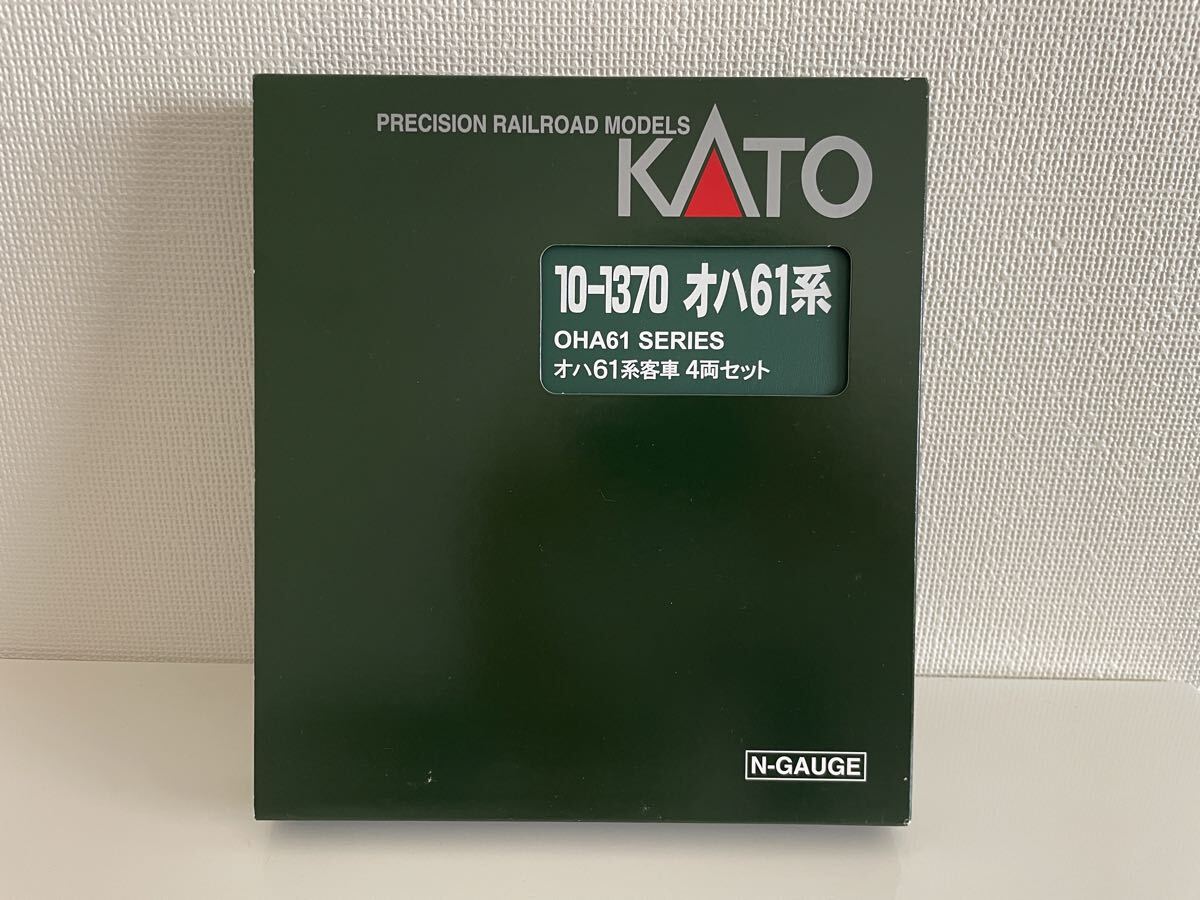 PRECISION RAILROAD MODELS
KATO
10-1370 オハ61系
OHA61 SERIES
オハ61系客車 4両セット
N-GAUGE